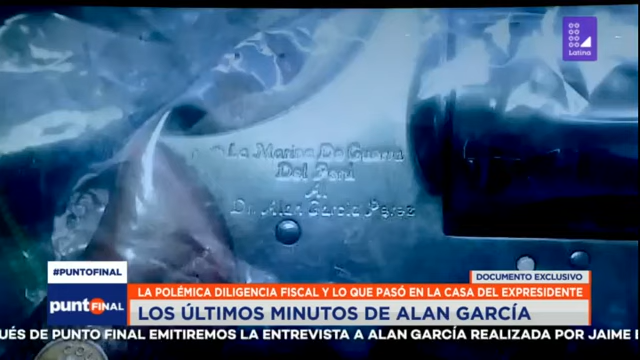 Latina
La Marina De Guerra
Del Perú
Al
Dr. Alan García Pérez
DOCUMENTO EXCLUSIVO
#PUNTOFINAL
LA POLÉMICA DILIGENCIA FISCAL Y LO QUE PASÓ EN LA CASA DEL EXPRESIDENTE
punto FINAL
LOS ÚLTIMOS MINUTOS DE ALAN GARCÍA
UÉS DE PUNTO FINAL EMITIREMOS LA ENTREVISTA A ALAN GARCÍA REALIZADA POR JAIME